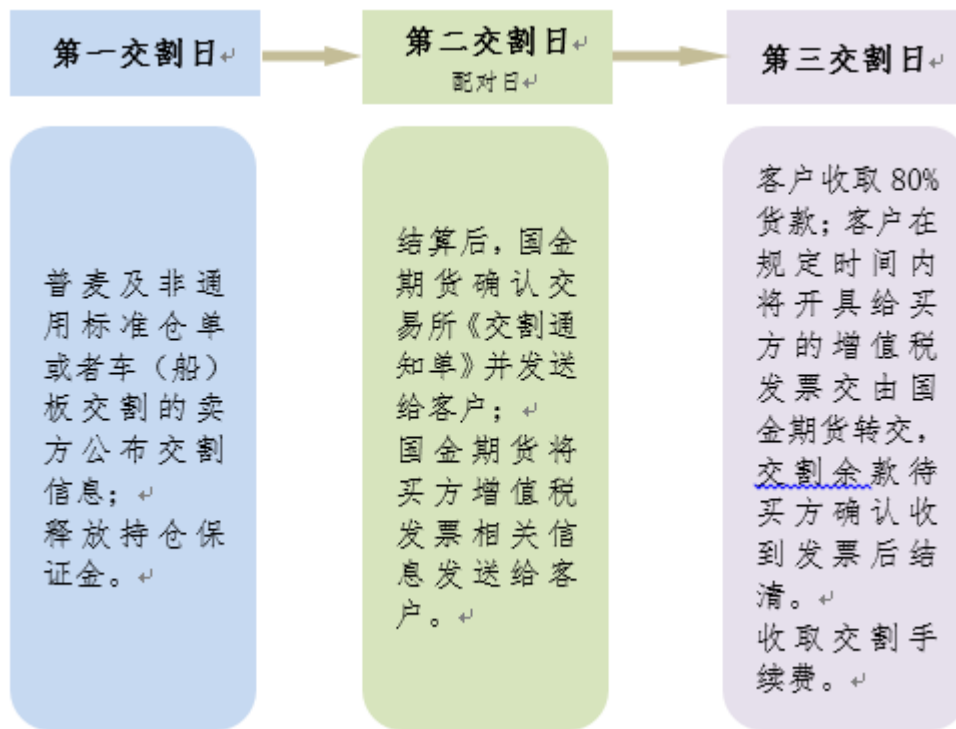 第一交割日
第二交割日
配对日
第三交割日
普麦及非通
用标准仓单
或者车（船）
板交割的卖
方公布交割
信息；
释放持仓保
证金。
结算后，国金
期货确认交
易所《交割通
知单》并发送
给客户；
国金期货将
买方增值税
发票相关信
息发送给客
户。
客户收取 80%
货款；客户在
规定时间内
将开具给买
方的增值税
发票交由国
金期货转交，
交割余款待
买方确认收
到发票后结
清。
收取交割手
续费。